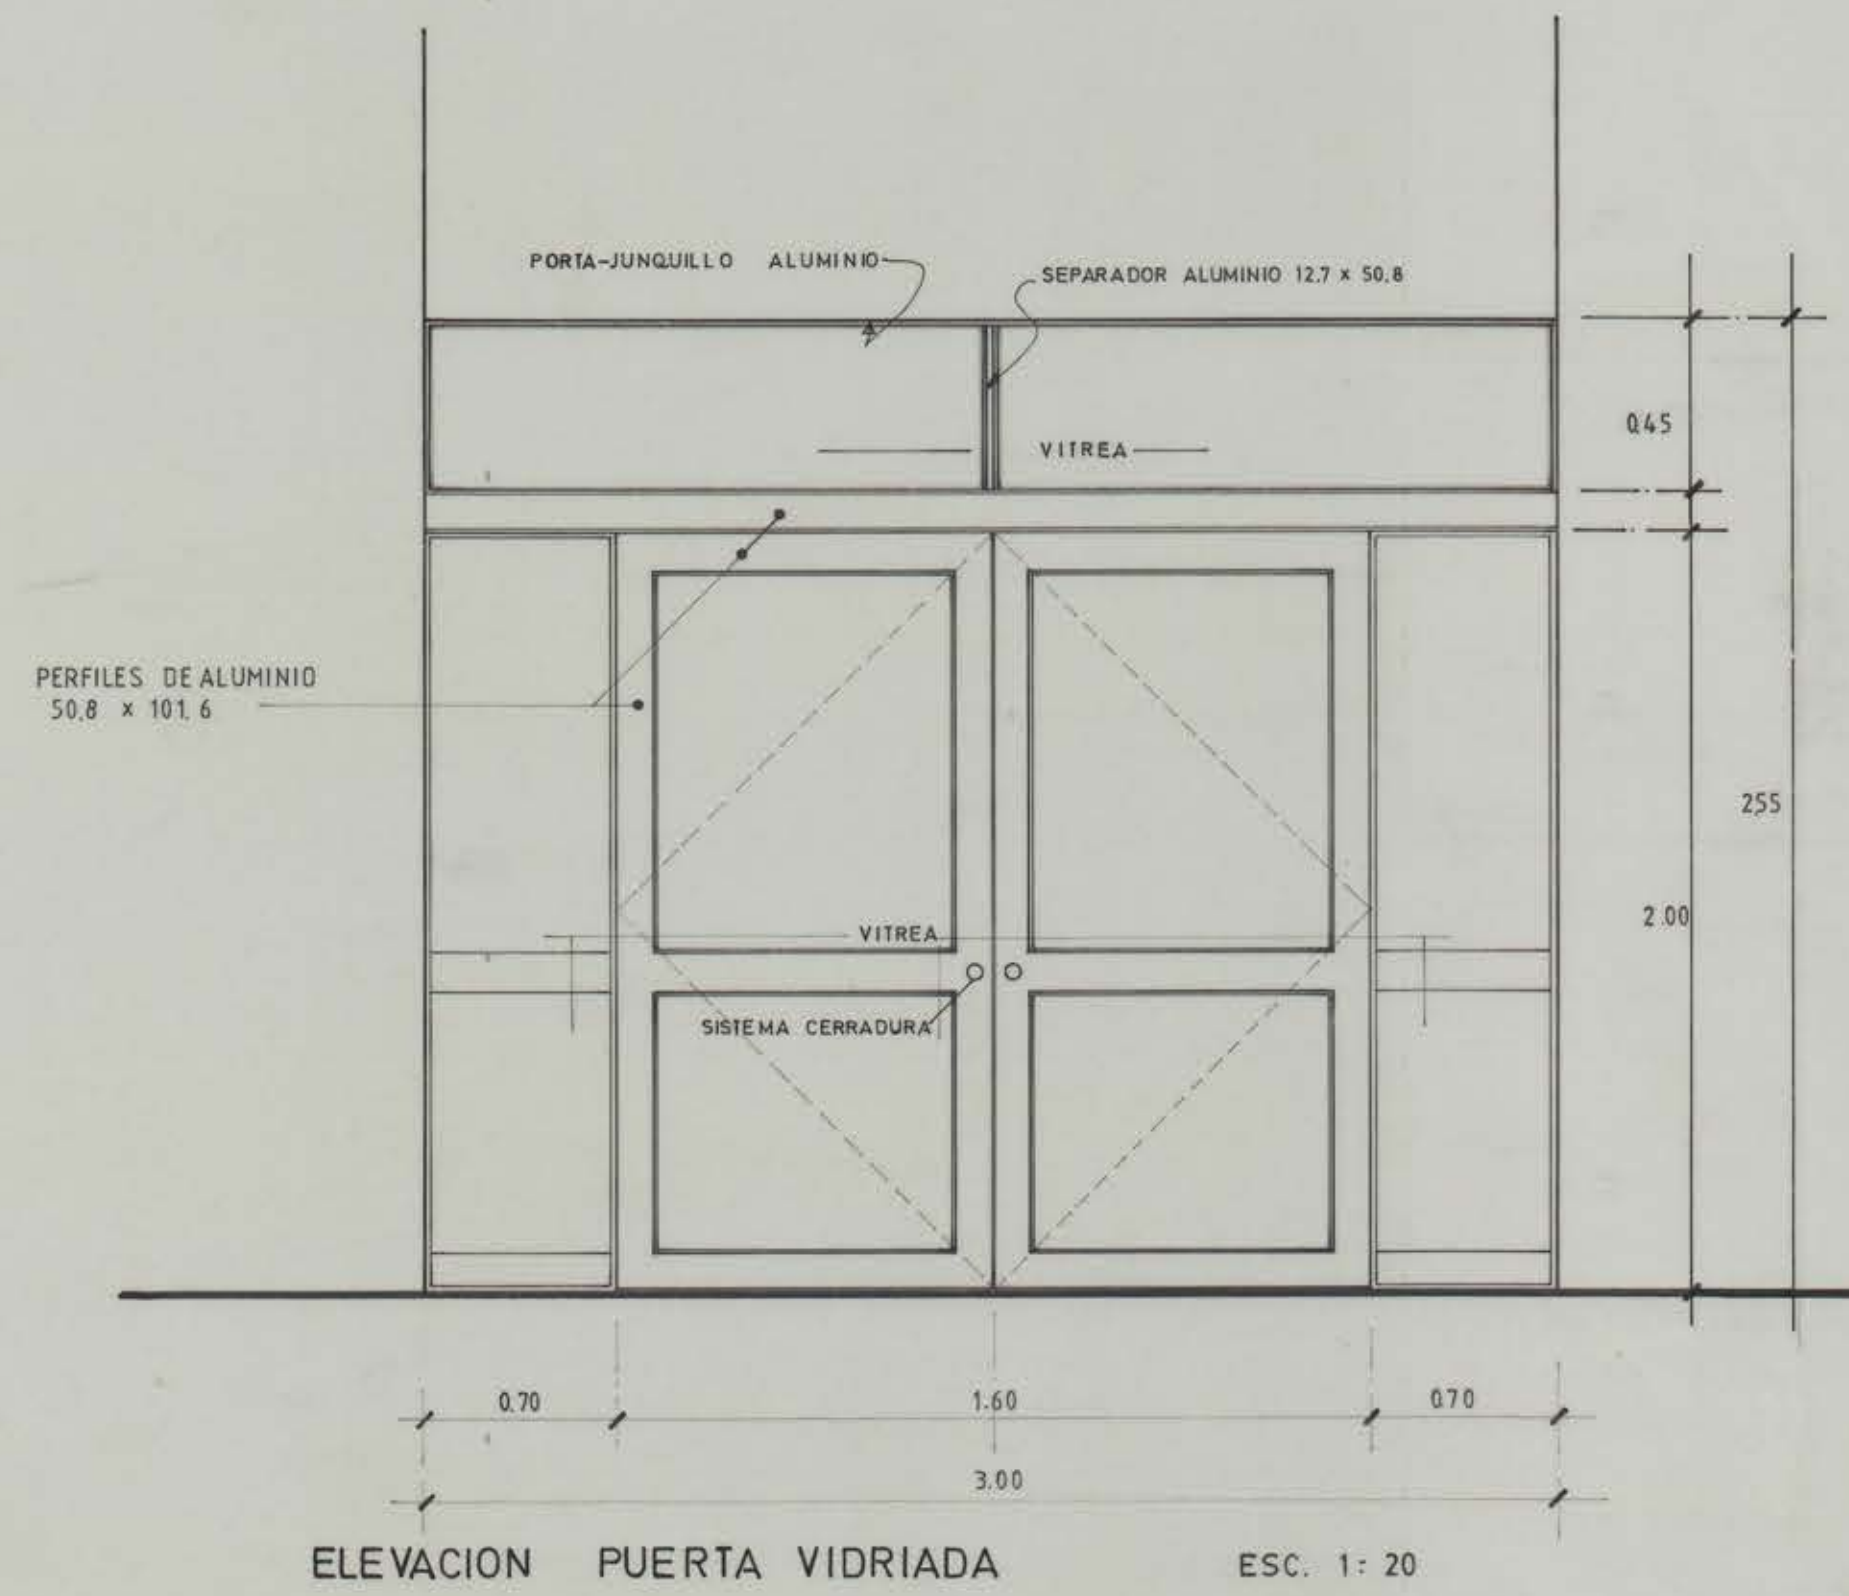 PORTA-JUNQUILLO ALUMINIO
SEPARADOR ALUMINIO 12.7 x 50.8
0.45
VITREA
PERFILES DE ALUMINIO
50.8 x 101.6
2.55
2.00
VITREA
SISTEMA CERRADURA
0.70
1.60
0.70
3.00
ELEVACION PUERTA VIDRIADA
ESC. 1: 20